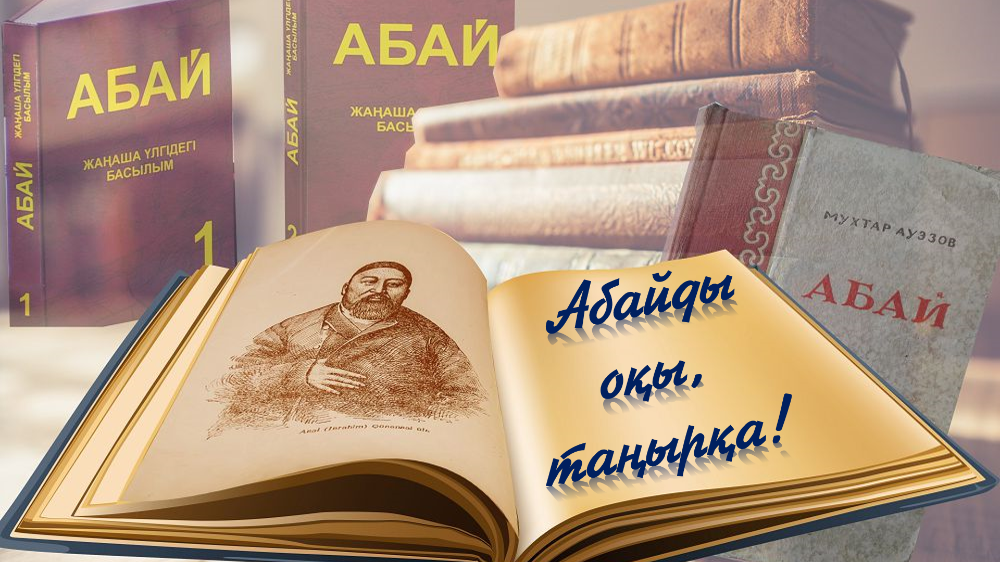 АБАЙ
ЖАҢАША ҮЛГІДЕГІ
БАСЫЛЫМ
1
ЖАҢАША ҮЛГІДЕГІ
БАСЫЛЫМ
АБАЙ
1
АБАЙ
ЖАҢАША
БАСЫ
ЖАҢАША ҮЛГІДЕГІ
БАСЫЛЫМ
АБАЙ
2
МУХТАР АУЭЗОВ
АБАЙ
Абайды
оқы,
таңырқа!